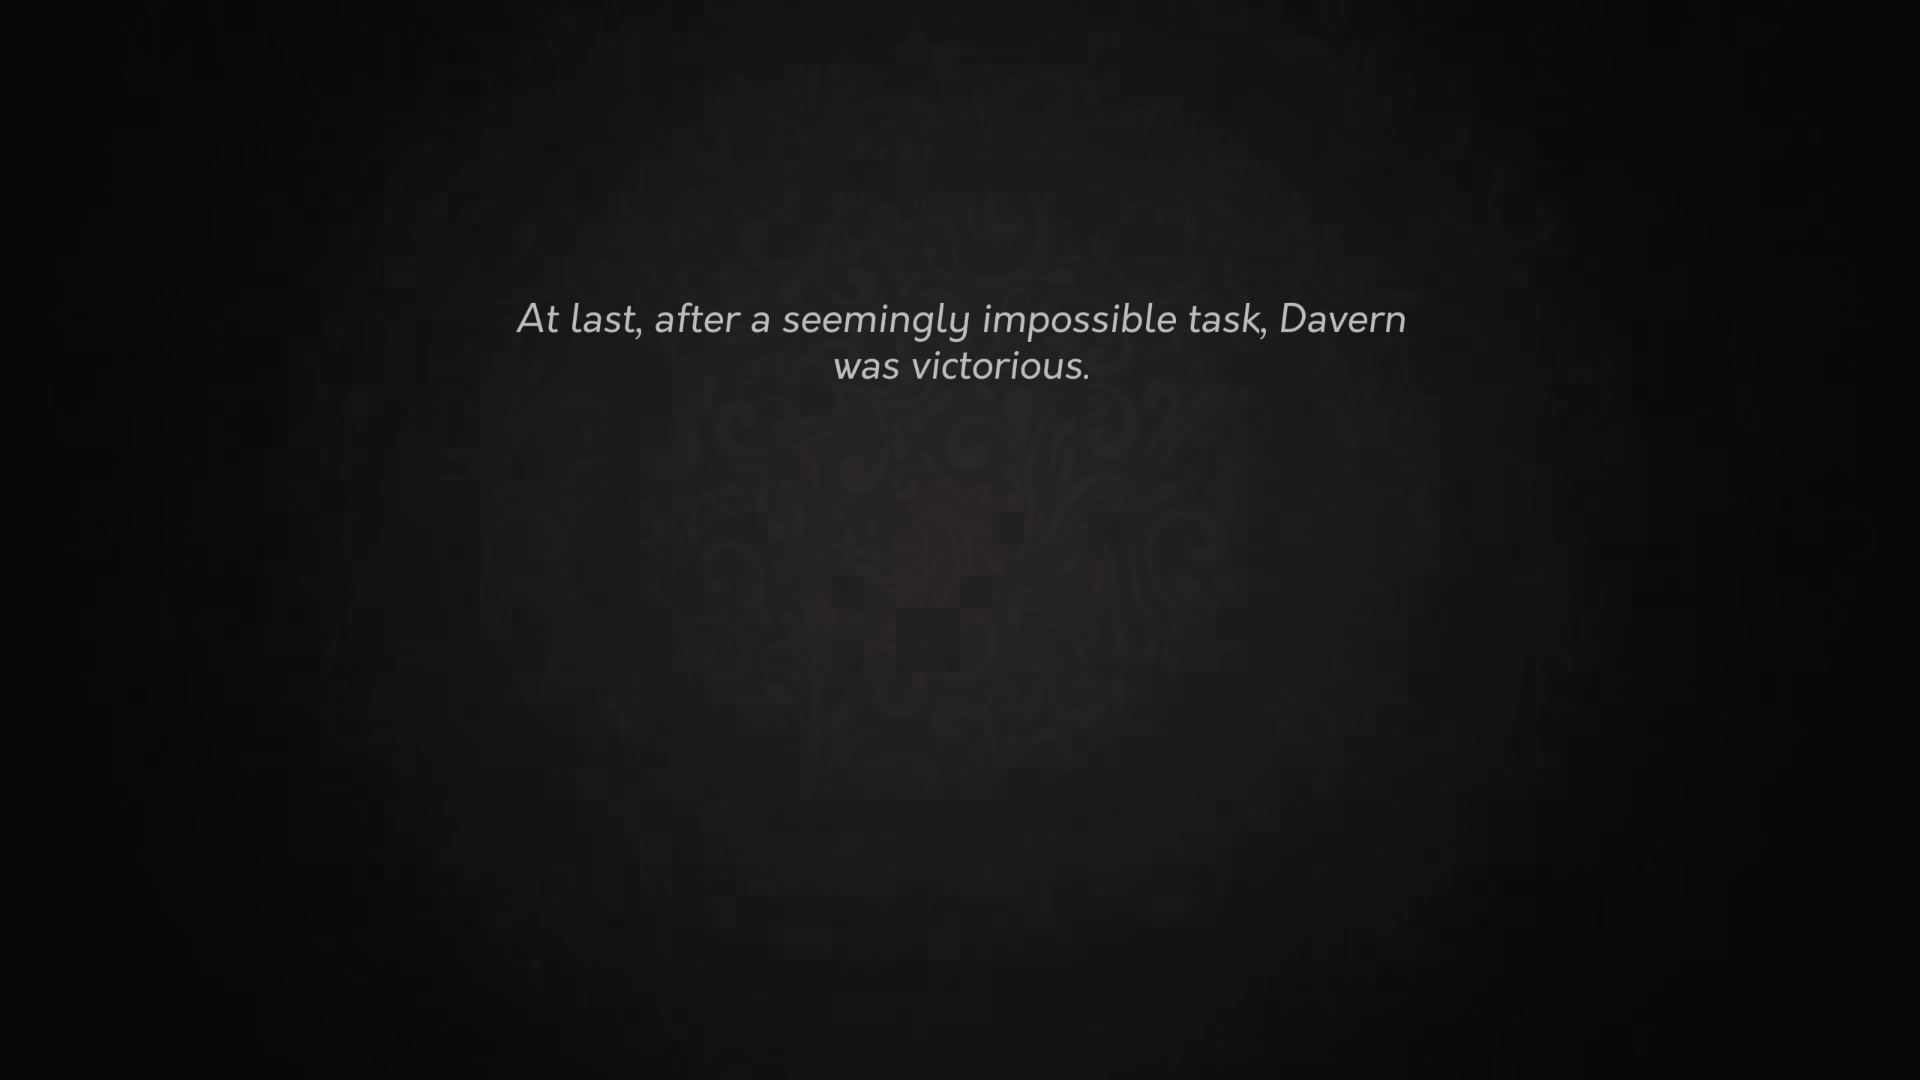 At last, after a seemingly impossible task, Davern
was victorious.